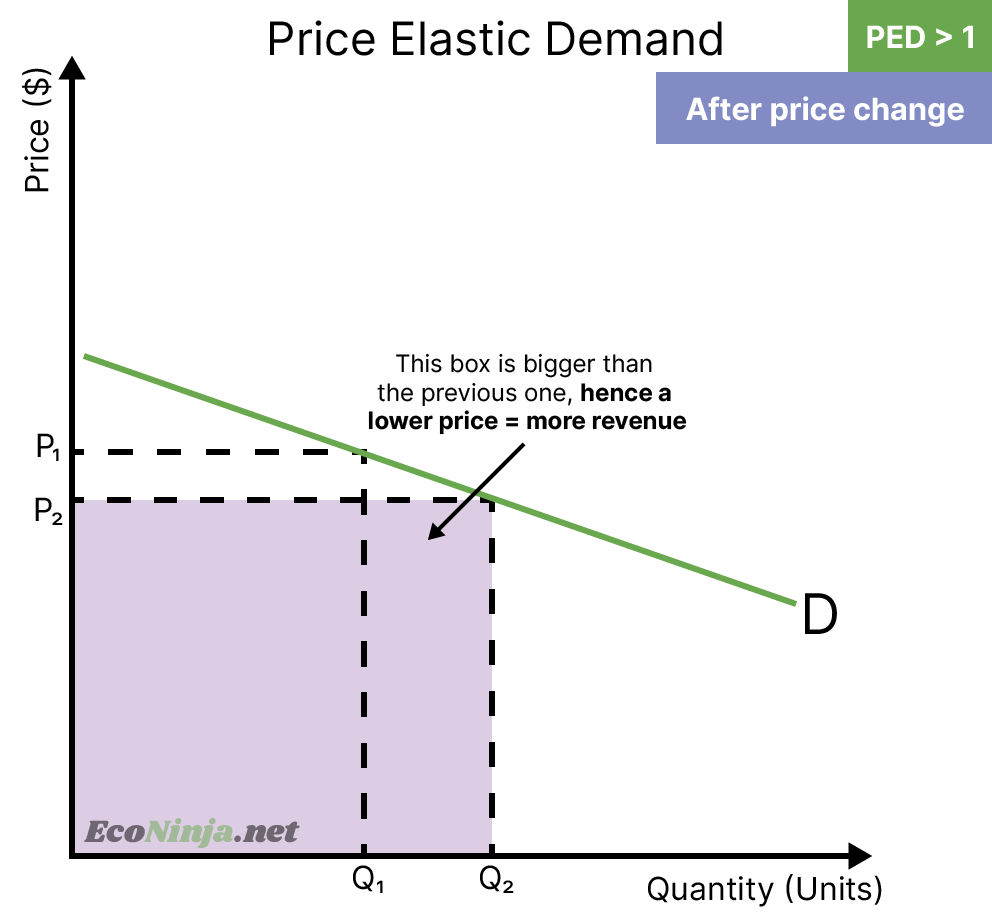 Price Elastic Demand
PED > 1
After price change
Price ($)
This box is bigger than
the previous one, hence a
lower price = more revenue
P₁
P₂
D
EcoNinja.net
Q₁
Q₂
Quantity (Units)